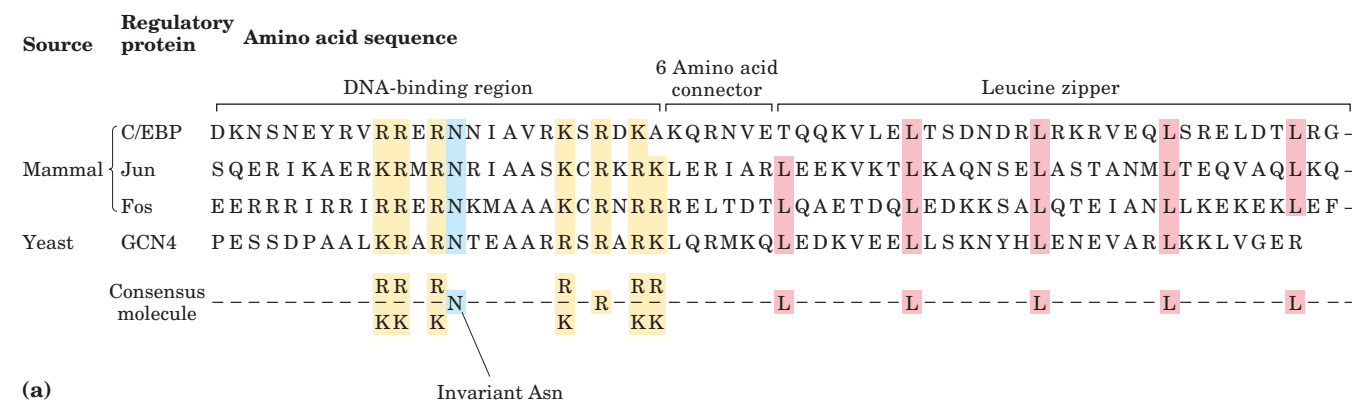 Source Regulatory protein Amino acid sequence
DNA-binding region 6 Amino acid connector Leucine zipper
Mammal
C/EBP DKNSNEYRVRRERNNIAVRKSRDKAKQRNVETQQKVLELTSDNDRLRKRVEQLSRELDTLRG–
Jun SQERIKAERKRMRNRIAASKCRKRKLERIARLEEKVKTLKAQNSELASTANMLTEQVAQLKQ–
Fos EERRRIRRIRRERNKMAAAKCRNRRRELTDTLQAETDQLEDKKSALQTEIANLLKEKEKLEF–
Yeast GCN4 PESSDPAALKRARNTEAARRSRARKLQRMKQLEDKVEELLSKNYHLENEVARLKKLVGER
RR R R RR
Consensus molecule N R L L L L L
KK K K KK
(a) Invariant Asn